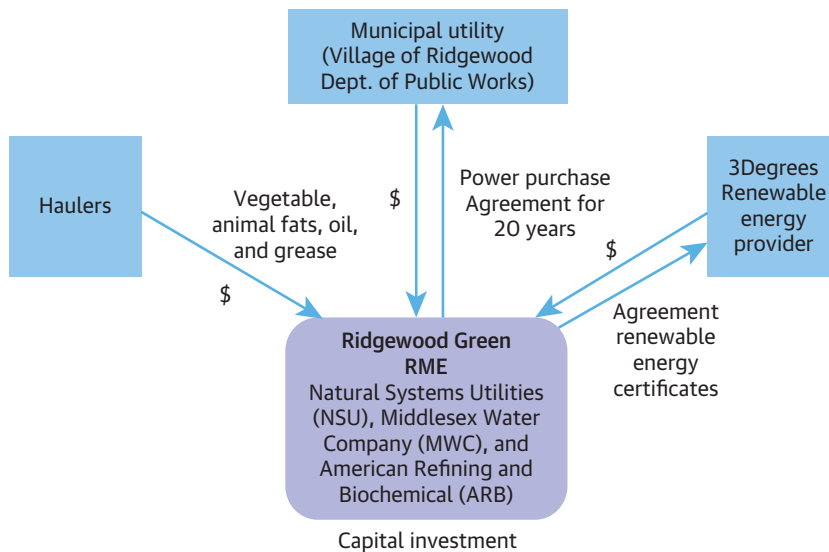 Municipal utility
(Village of Ridgewood
Dept. of Public Works)
Haulers
Vegetable,
animal fats, oil,
and grease
$
$
Power purchase
Agreement for
20 years
3Degrees
Renewable
energy
provider
$
Agreement
renewable
energy
certificates
Ridgewood Green
RME
Natural Systems Utilities
(NSU), Middlesex Water
Company (MWC), and
American Refining and
Biochemical (ARB)
Capital investment